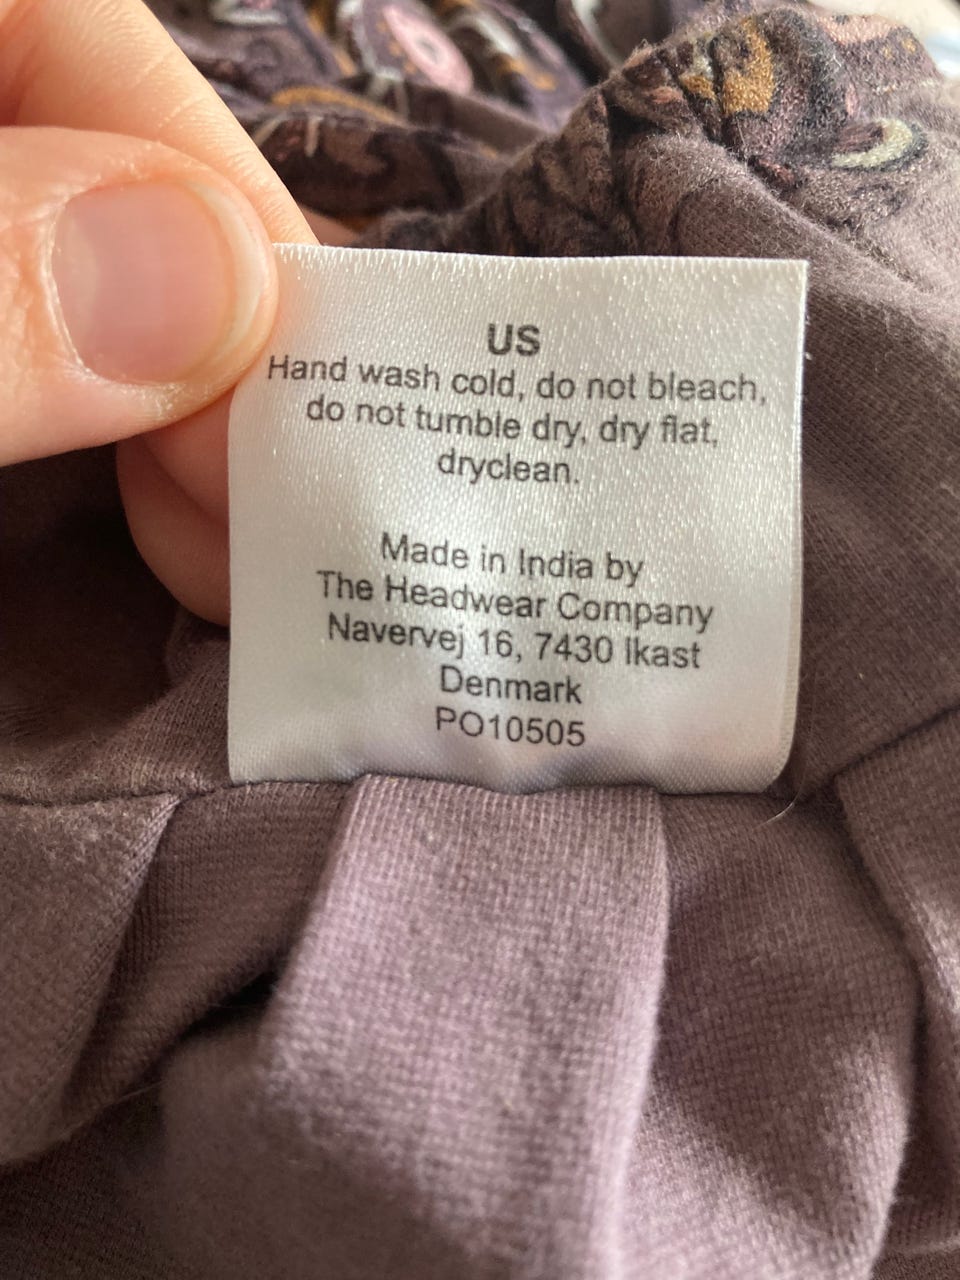 US
Hand wash cold, do not bleach,
do not tumble dry, dry flat,
dryclean.
Made in India by
The Headwear Company
Navervej 16, 7430 Ikast
Denmark
PO10505